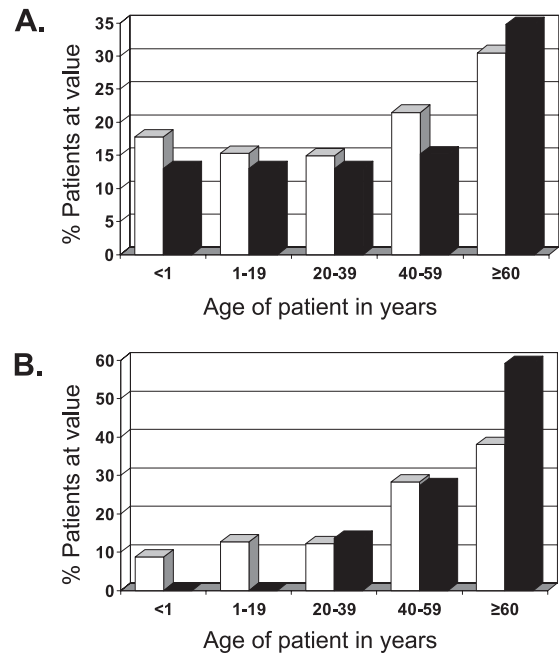 A.
% Patients at value
35
30
25
20
15
10
5
0
<1 1-19 20-39 40-59 ≥60
Age of patient in years
B.
% Patients at value
60
50
40
30
20
10
0
<1 1-19 20-39 40-59 ≥60
Age of patient in years